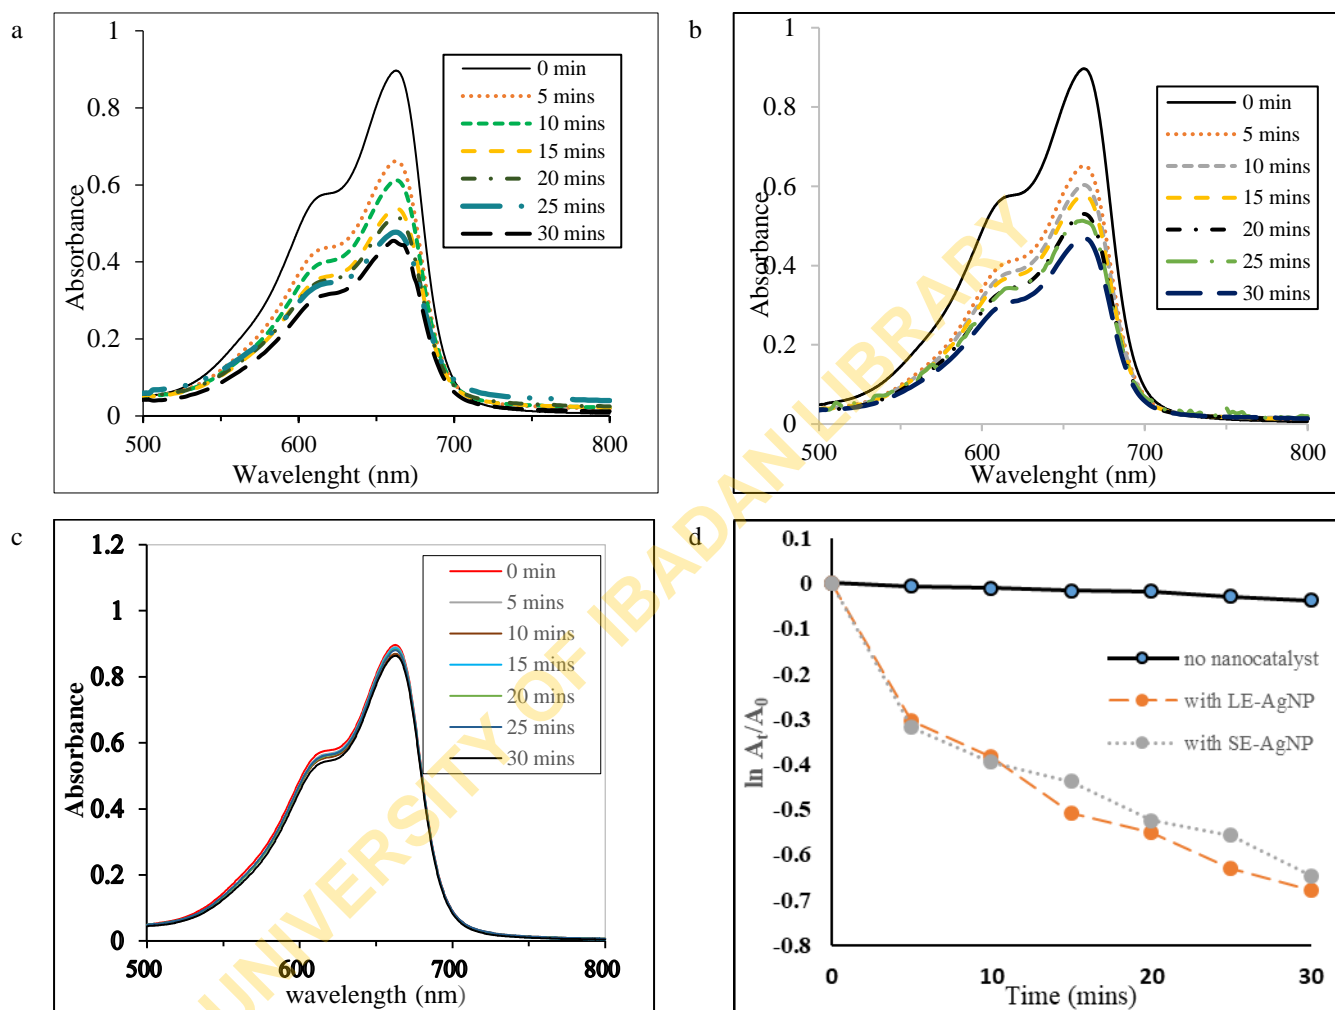 a
1
0.8
0.6
0.4
0.2
0
Absorbance
500
600
700
800
Wavelenght (nm)
0 min
5 mins
10 mins
15 mins
20 mins
25 mins
30 mins
b
1
0.8
0.6
0.4
0.2
0
Absorbance
500
600
700
800
Wavelenght (nm)
0 min
5 mins
10 mins
15 mins
20 mins
25 mins
30 mins
c
1.2
1
0.8
0.6
0.4
0.2
0
Absorbance
500
600
700
800
wavelength (nm)
0 min
5 mins
10 mins
15 mins
20 mins
25 mins
30 mins
d
0.1
0
-0.1
-0.2
-0.3
-0.4
-0.5
-0.6
-0.7
-0.8
ln At/A0
0
10
20
30
Time (mins)
no nanocatalyst
with LE-AgNP
with SE-AgNP
UNIVERSITY OF IBADAN LIBRARY